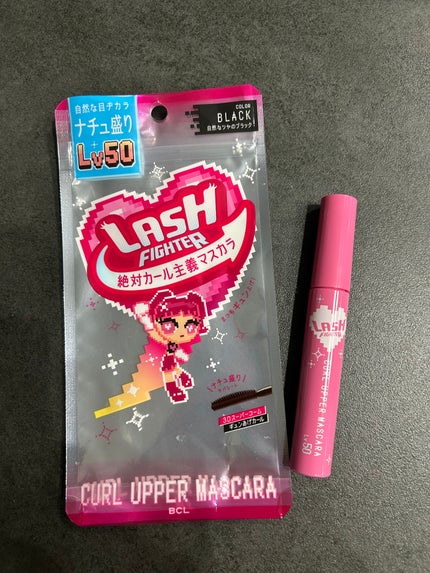 自然な目ヂカラ
ナチュ盛り
+
Lv50
COLOR
BLACK
自然なツヤのブラック
LASH
FIGHTER
絶対カール主義マスカラ
ナチュ盛り
3Dスーパーコーム
ギュンあげカール
CURL UPPER MASCARA
BCL
LASH
FIGHTER
CURL UPPER MASCARA
Lv50